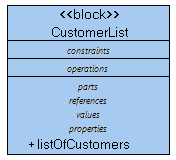 <<block>>
CustomerList
constraints
operations
parts
references
values
properties
+listOfCustomers